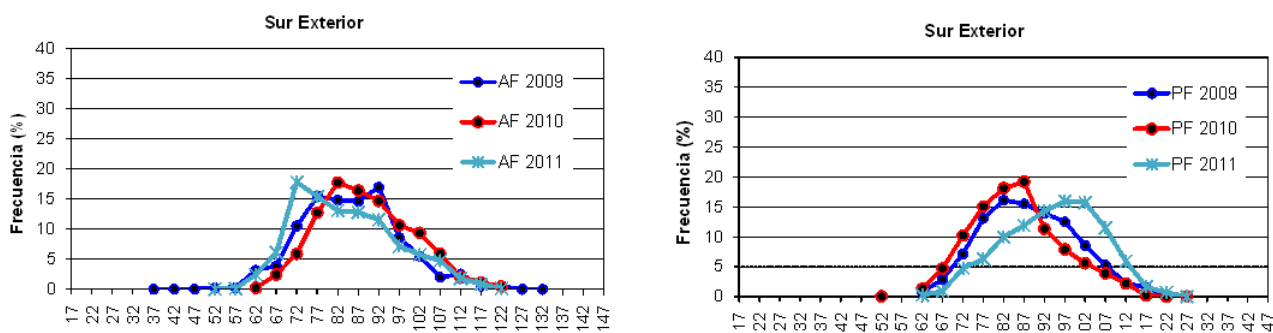 Sur Exterior
Frecuencia (%)
40
35
30
25
20
15
10
5
0
AF 2009
AF 2010
AF 2011
17 22 27 32 37 42 47 52 57 62 67 72 77 82 87 92 97 102 107 112 117 122 127 132 137 142 147
Sur Exterior
Frecuencia (%)
40
35
30
25
20
15
10
5
0
PF 2009
PF 2010
PF 2011
17 22 27 32 37 42 47 52 57 62 67 72 77 82 87 92 97 02 07 12 17 22 27 32 37 42 47